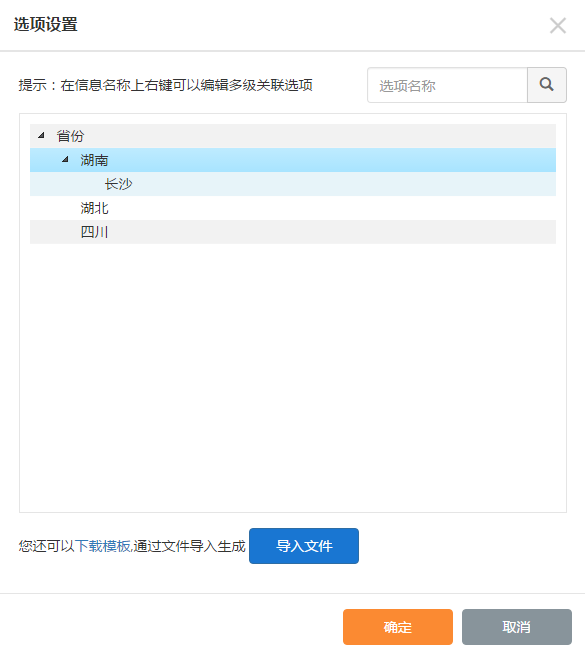 选项设置
提示：在信息名称上右键可以编辑多级关联选项
选项名称
省份
湖南
长沙
湖北
四川
您还可以下载模板,通过文件导入生成
导入文件
确定
取消